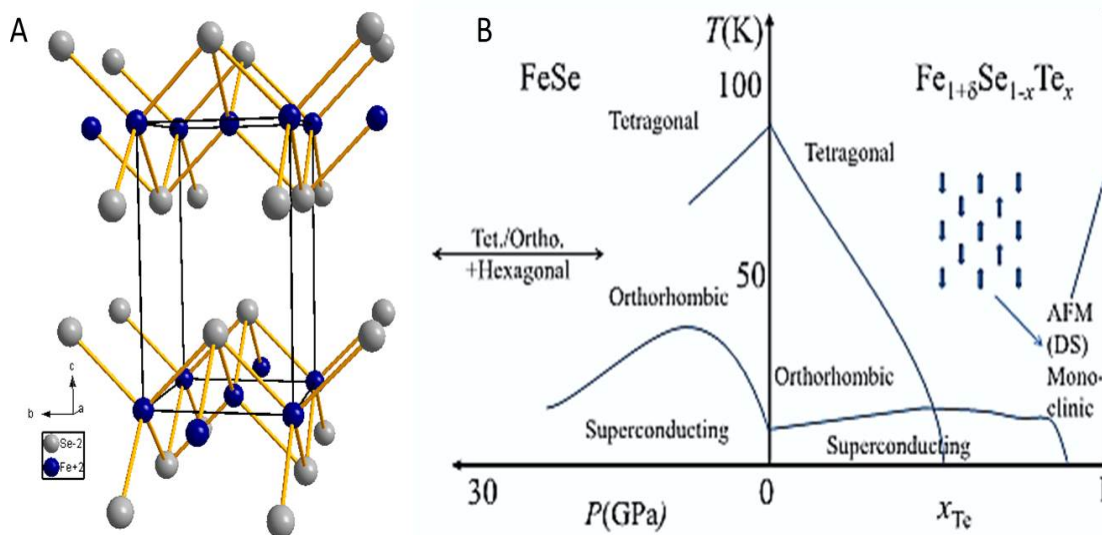 A
c
b
a
Se-2
Fe+2
B
T(K)
FeSe
100
Fe1+δSe1-xTex
Tetragonal
Tetragonal
Tet./Ortho.
+Hexagonal
50
Orthorhombic
AFM
(DS)
Mono-
clinic
Orthorhombic
Superconducting
Superconducting
30
0
1
P(GPa)
xTe